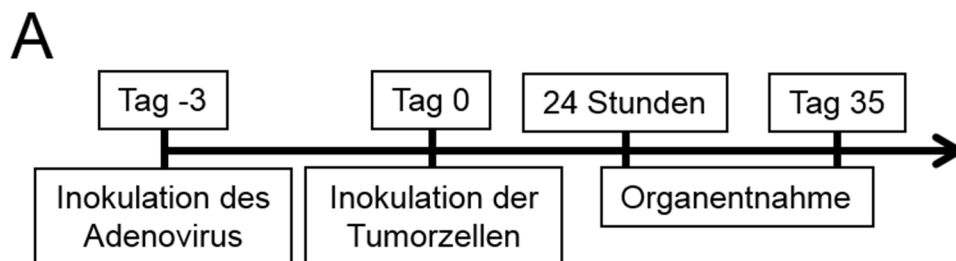 A
Tag -3
Tag 0
24 Stunden
Tag 35
Inokulation des
Adenovirus
Inokulation der
Tumorzellen
Organentnahme